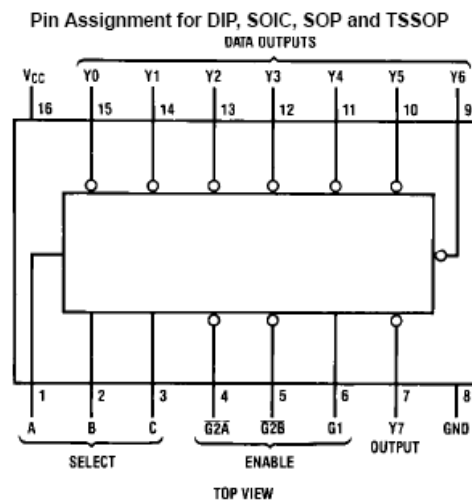 Pin Assignment for DIP, SOIC, SOP and TSSOP
DATA OUTPUTS
VCC Y0 Y1 Y2 Y3 Y4 Y5 Y6
16 15 14 13 12 11 10 9
1 2 3 4 5 6 7 8
A B C G2A G2B G1 Y7 GND
OUTPUT
SELECT ENABLE
TOP VIEW